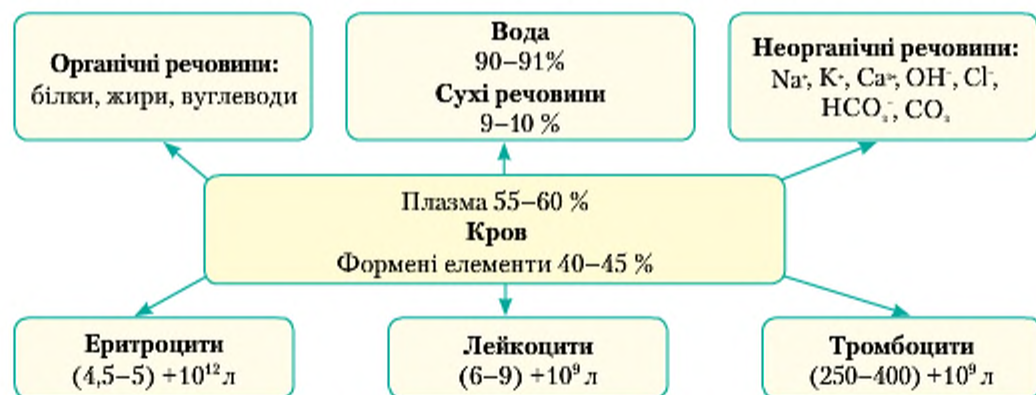 Органічні речовини:
білки, жири, вуглеводи
Вода
90–91%
Сухі речовини
9–10 %
Неорганічні речовини:
Na⁺, K⁺, Ca²⁺, OH⁻, Cl⁻,
HCO₃⁻, CO₃
Плазма 55–60 %
Кров
Формені елементи 40–45 %
Еритроцити
(4,5–5) +10¹² л
Лейкоцити
(6–9) +10⁹ л
Тромбоцити
(250–400) +10⁹ л